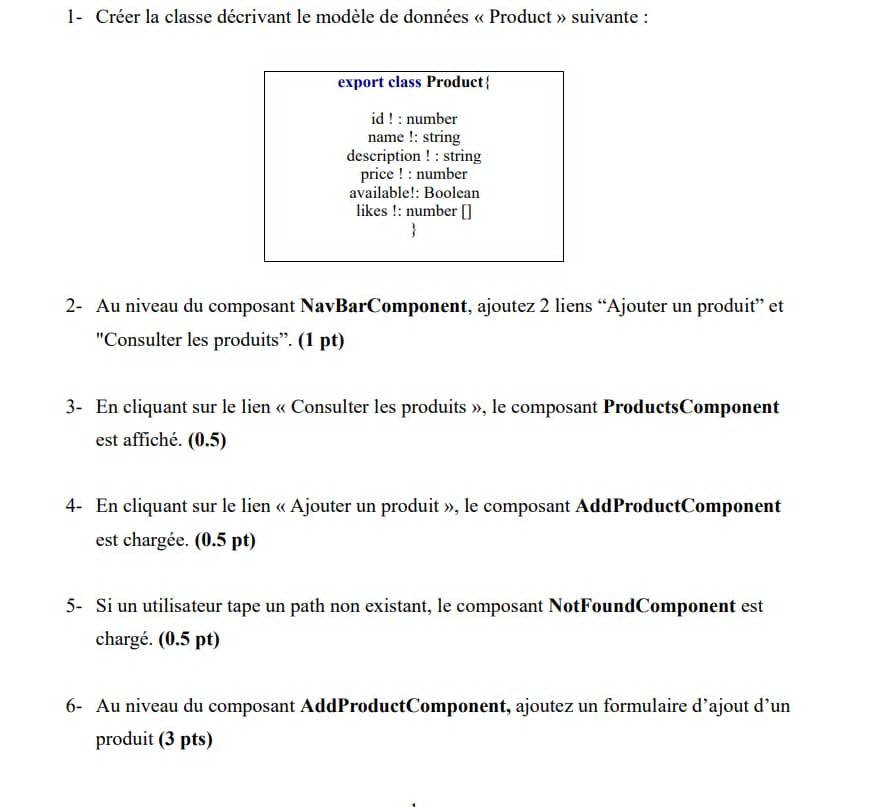 1- Créer la classe décrivant le modèle de données « Product » suivante :
export class Product{
id ! : number
name !: string
description ! : string
price ! : number
available!: Boolean
likes !: number []
}
2- Au niveau du composant NavBarComponent, ajoutez 2 liens “Ajouter un produit” et
"Consulter les produits”. (1 pt)
3- En cliquant sur le lien « Consulter les produits », le composant ProductsComponent
est affiché. (0.5)
4- En cliquant sur le lien « Ajouter un produit », le composant AddProductComponent
est chargée. (0.5 pt)
5- Si un utilisateur tape un path non existant, le composant NotFoundComponent est
chargé. (0.5 pt)
6- Au niveau du composant AddProductComponent, ajoutez un formulaire d’ajout d’un
produit (3 pts)